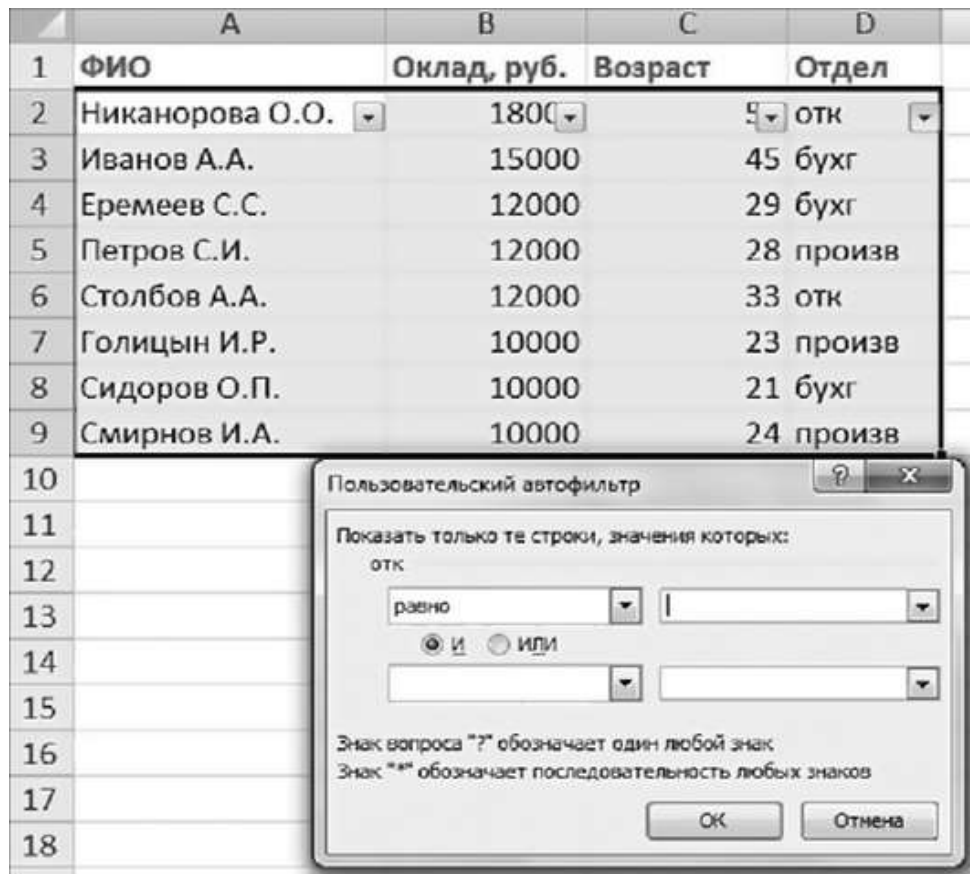 A B C D
1 ФИО Оклад, руб. Возраст Отдел
2 Никанорова О.О. 1800 отк
3 Иванов А.А. 15000 45 бухг
4 Еремеев С.С. 12000 29 бухг
5 Петров С.И. 12000 28 произв
6 Столбов А.А. 12000 33 отк
7 Голицын И.Р. 10000 23 произв
8 Сидоров О.П. 10000 21 бухг
9 Смирнов И.А. 10000 24 произв
10
Пользовательский автофильтр ? x
11
Показать только те строки, значения которых:
12 отк
13 равно
И ИЛИ
14
15
16 Знак вопроса "?" обозначает один любой знак
Знак "*" обозначает последовательность любых знаков
17
ОК Отмена
18